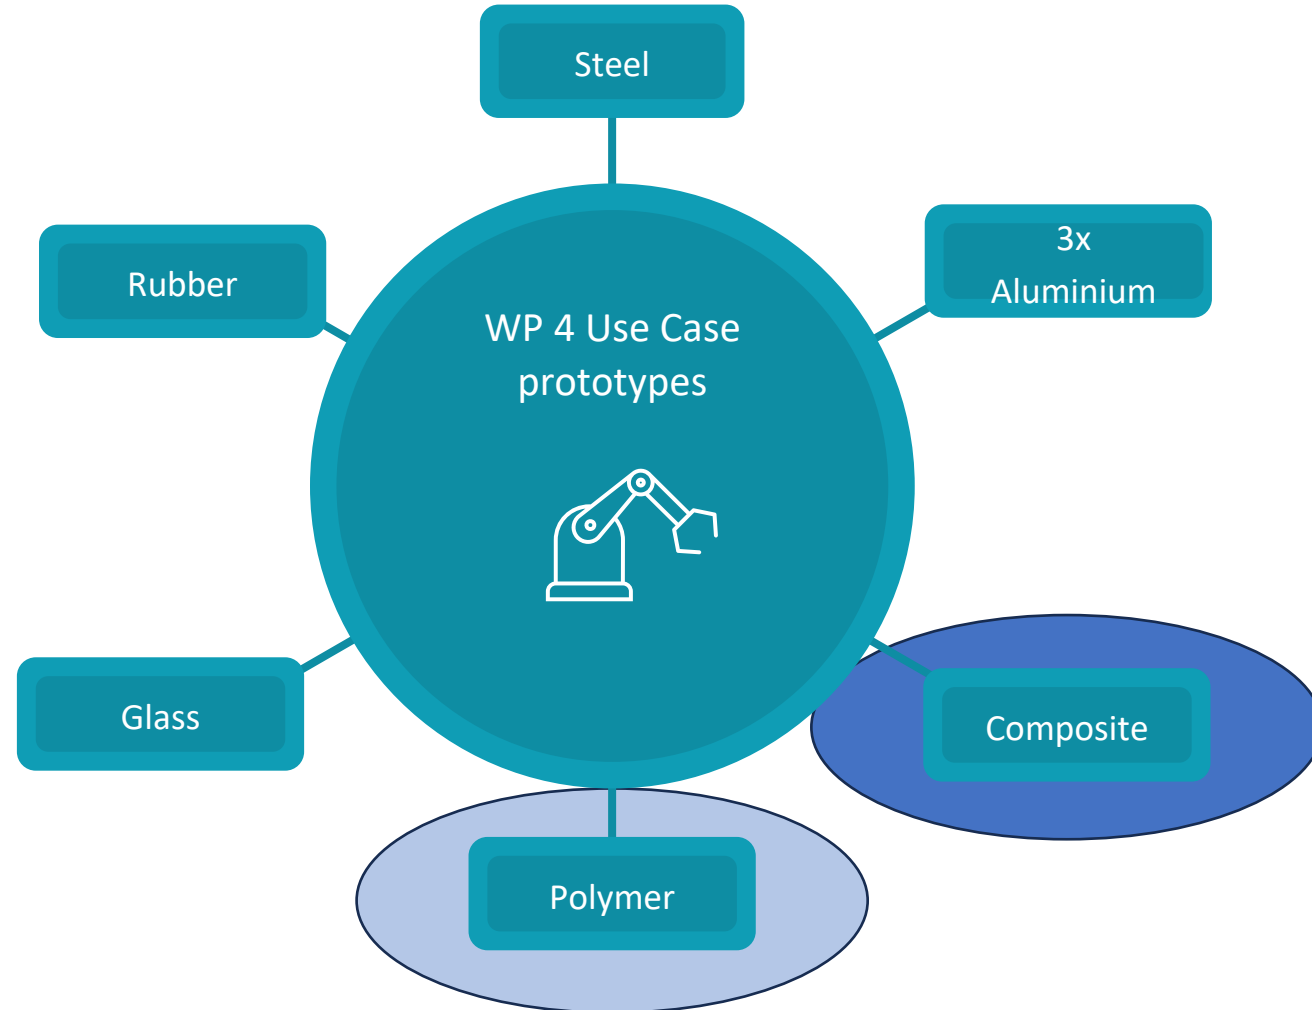 Steel
3x
Aluminium
Rubber
WP 4 Use Case
prototypes
Glass
Composite
Polymer